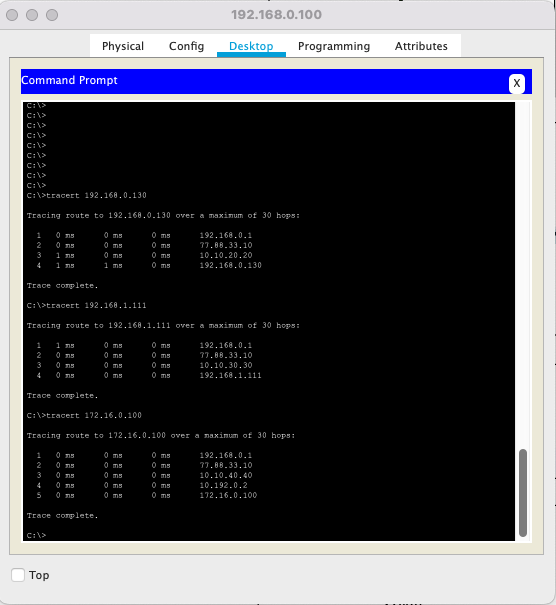 192.168.0.100
Physical Config Desktop Programming Attributes
Command Prompt X
C:\>
C:\>
C:\>
C:\>
C:\>
C:\>
C:\>
C:\>
C:\>
C:\>tracert 192.168.0.130
Tracing route to 192.168.0.130 over a maximum of 30 hops:
1 0 ms 0 ms 0 ms 192.168.0.1
2 0 ms 0 ms 0 ms 77.88.33.10
3 1 ms 0 ms 0 ms 10.10.20.20
4 1 ms 1 ms 0 ms 192.168.0.130
Trace complete.
C:\>tracert 192.168.1.111
Tracing route to 192.168.1.111 over a maximum of 30 hops:
1 1 ms 0 ms 0 ms 192.168.0.1
2 0 ms 0 ms 0 ms 77.88.33.10
3 0 ms 0 ms 0 ms 10.10.30.30
4 0 ms 0 ms 0 ms 192.168.1.111
Trace complete.
C:\>tracert 172.16.0.100
Tracing route to 172.16.0.100 over a maximum of 30 hops:
1 0 ms 0 ms 0 ms 192.168.0.1
2 0 ms 0 ms 0 ms 77.88.33.10
3 0 ms 0 ms 0 ms 10.10.40.40
4 0 ms 0 ms 0 ms 10.192.0.2
5 0 ms 0 ms 0 ms 172.16.0.100
Trace complete.
C:\>
Top